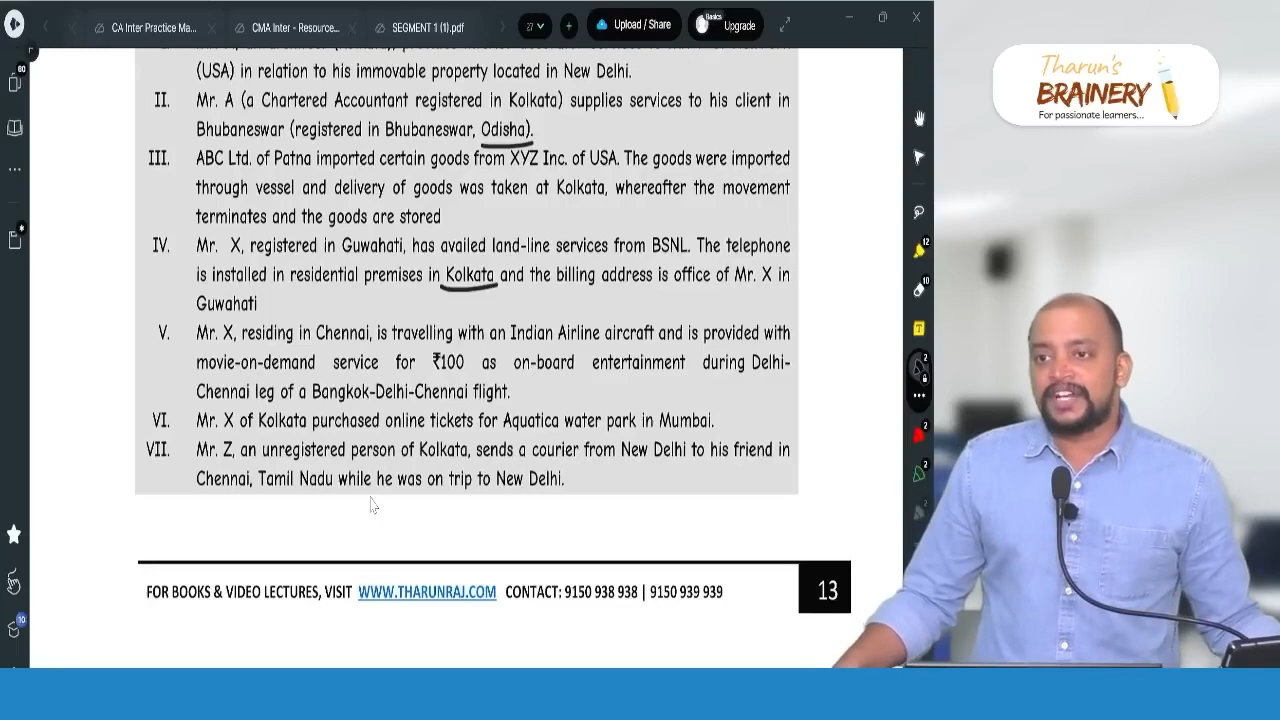 CA Inter Practice Ma...
CMA Inter - Resource...
SEGMENT 1 (1).pdf
27
Upload / Share
Basics
Upgrade
60
(USA) in relation to his immovable property located in New Delhi.
II. Mr. A (a Chartered Accountant registered in Kolkata) supplies services to his client in
Bhubaneswar (registered in Bhubaneswar, Odisha).
III. ABC Ltd. of Patna imported certain goods from XYZ Inc. of USA. The goods were imported
through vessel and delivery of goods was taken at Kolkata, whereafter the movement
terminates and the goods are stored
IV. Mr. X, registered in Guwahati, has availed land-line services from BSNL. The telephone
is installed in residential premises in Kolkata and the billing address is office of Mr. X in
Guwahati
V. Mr. X, residing in Chennai, is travelling with an Indian Airline aircraft and is provided with
movie-on-demand service for ₹100 as on-board entertainment during Delhi-
Chennai leg of a Bangkok-Delhi-Chennai flight.
VI. Mr. X of Kolkata purchased online tickets for Aquatica water park in Mumbai.
VII. Mr. Z, an unregistered person of Kolkata, sends a courier from New Delhi to his friend in
Chennai, Tamil Nadu while he was on trip to New Delhi.
FOR BOOKS & VIDEO LECTURES, VISIT WWW.THARUNRAJ.COM CONTACT: 9150 938 938 | 9150 939 939
13
10
12
10
T
2
2
2
Tharun's
BRAINERY
For passionate learners...